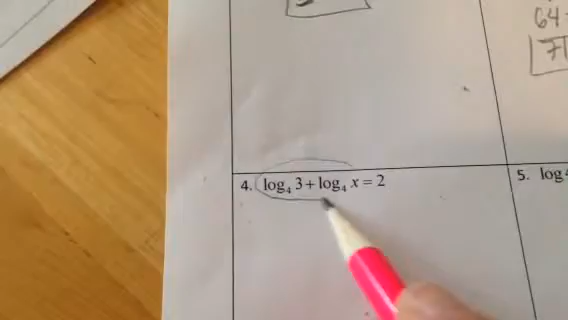 64
4. log₄ 3 + log₄ x = 2
5. log